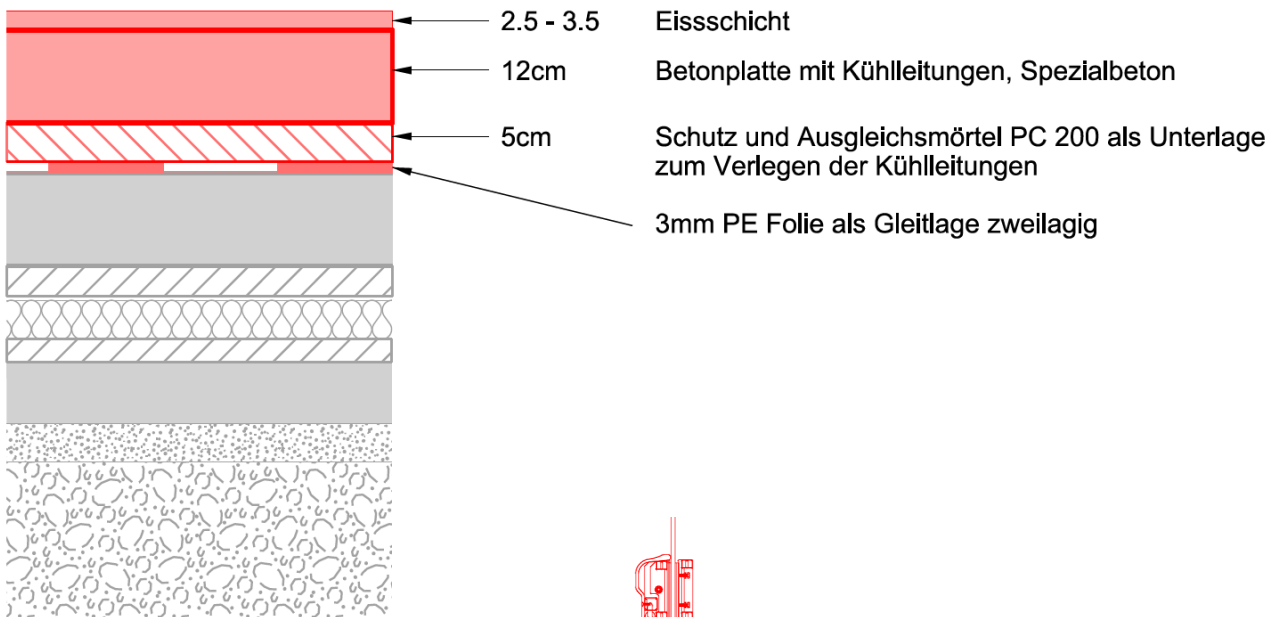 2.5 - 3.5 Eissschicht
12cm Betonplatte mit Kühlleitungen, Spezialbeton
5cm Schutz und Ausgleichsmörtel PC 200 als Unterlage
zum Verlegen der Kühlleitungen
3mm PE Folie als Gleitlage zweilagig